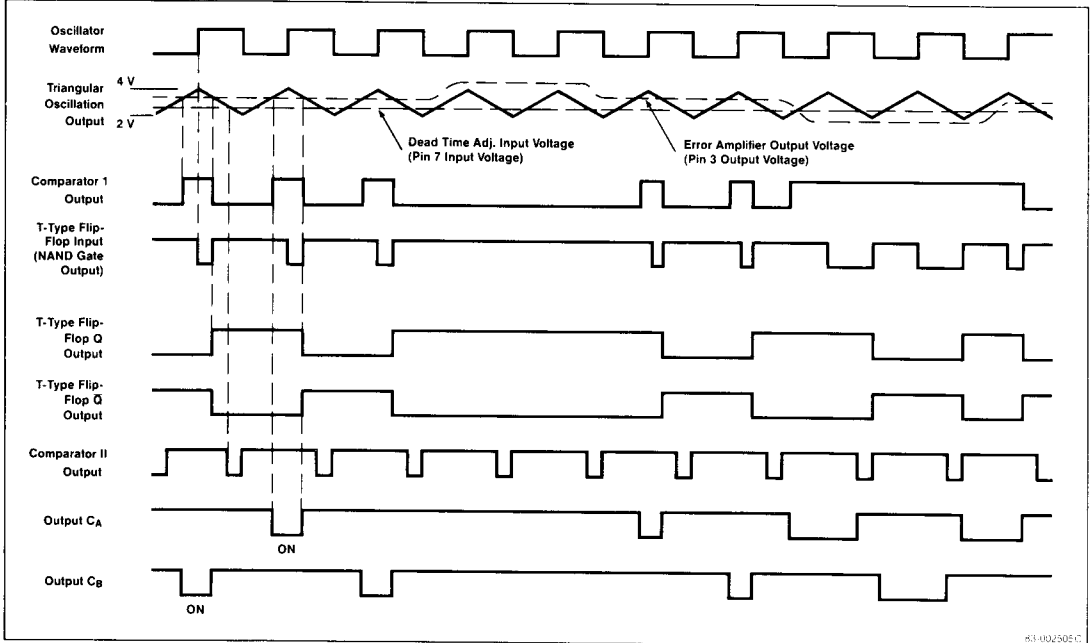 Oscillator
Waveform
4 V
Triangular
Oscillation
Output
2 V
Dead Time Adj. Input Voltage
(Pin 7 Input Voltage)
Error Amplifier Output Voltage
(Pin 3 Output Voltage)
Comparator 1
Output
T-Type Flip-
Flop Input
(NAND Gate
Output)
T-Type Flip-
Flop Q
Output
T-Type Flip-
Flop Q̅
Output
Comparator II
Output
Output CA
ON
Output CB
ON
83-002505C